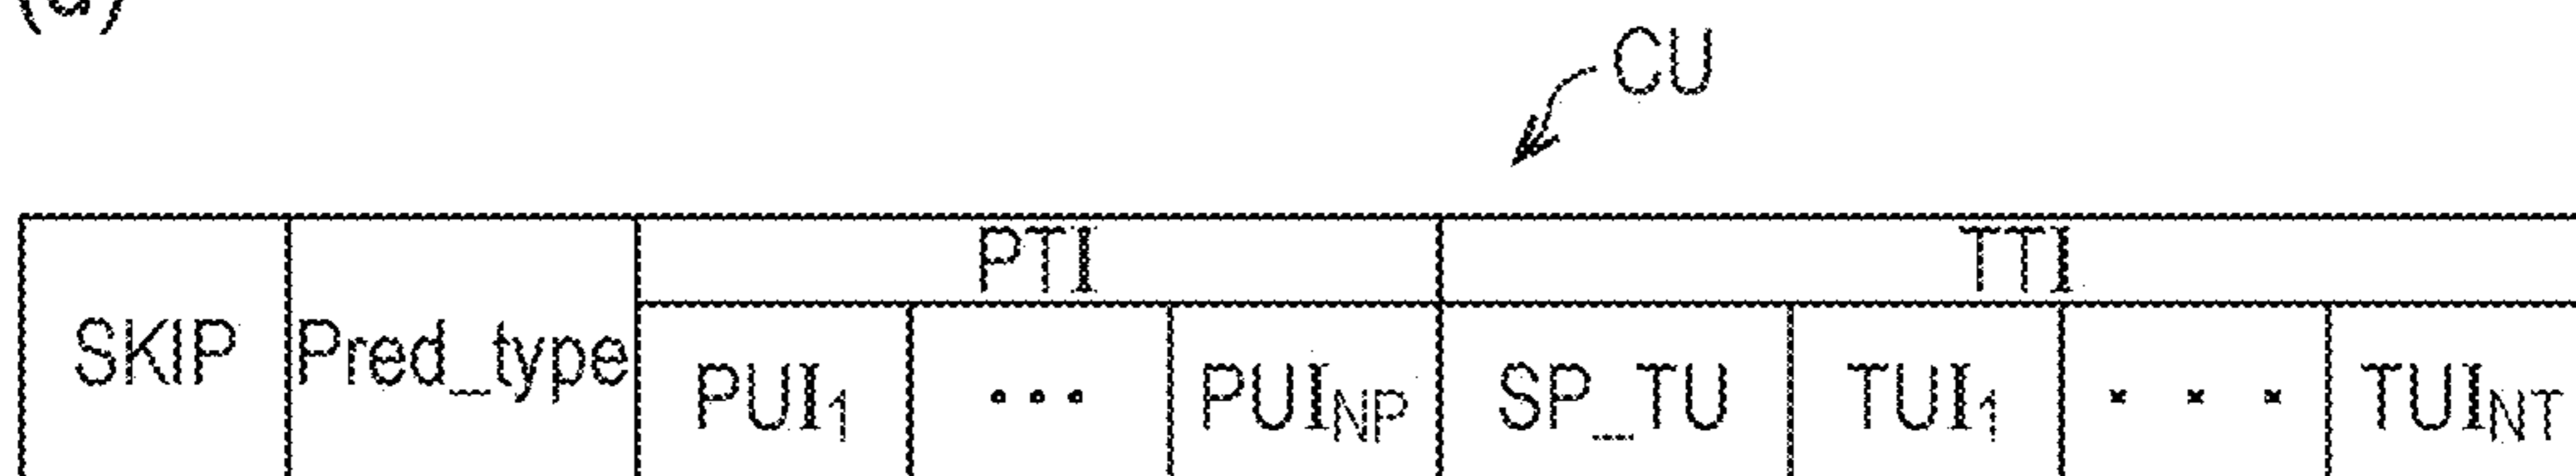 (a)
CU
PTI TTI
SKIP Pred_type PUI1 ... PUINP SP_TU TUI1 . . . TUINT